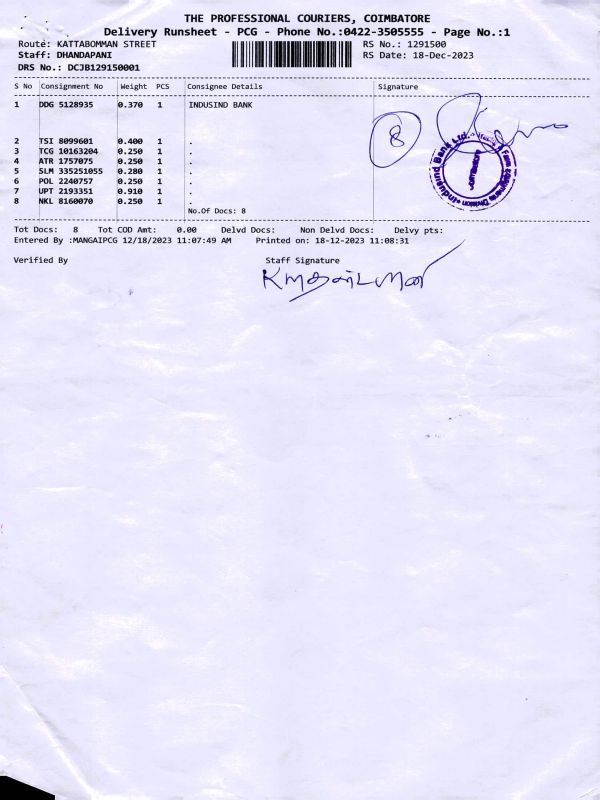 THE PROFESSIONAL COURIERS, COIMBATORE
Delivery Runsheet - PCG - Phone No.:0422-3505555 - Page No.:1
Route: KATTABOMMAN STREET RS No.: 1291500
Staff: DHANDAPANI RS Date: 18-Dec-2023
DRS No.: DCJB129150001
S No Consignment No Weight PCS Consignee Details Signature
1 DDG 5128935 0.370 1 INDUSIND BANK
8
2 TSI 8099601 0.400 1 .
3 TCG 10163204 0.250 1 .
4 ATR 1757075 0.250 1 .
5 SLM 335251055 0.280 1 .
6 POL 2240757 0.250 1 .
7 UPT 2193351 0.910 1 .
8 NKL 8160070 0.250 1 .
No.Of Docs: 8
IndusInd Bank Ltd.
Division
Tot Docs: 8 Tot COD Amt: 0.00 Delvd Docs: Non Delvd Docs: Delvy pts:
Entered By :MANGAIPCG 12/18/2023 11:07:49 AM Printed on: 18-12-2023 11:08:31
Verified By Staff Signature